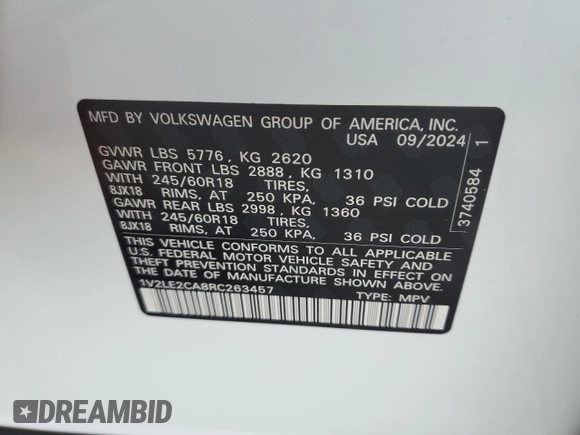 MFD BY VOLKSWAGEN GROUP OF AMERICA, INC.
USA 09/2024
GVWR LBS 5776 , KG 2620
GAWR FRONT LBS 2888 , KG 1310
WITH 245/60R18 TIRES,
8JX18 RIMS, AT 250 KPA, 36 PSI COLD
GAWR REAR LBS 2998 , KG 1360
WITH 245/60R18 TIRES,
8JX18 RIMS, AT 250 KPA, 36 PSI COLD
THIS VEHICLE CONFORMS TO ALL APPLICABLE
U.S. FEDERAL MOTOR VEHICLE SAFETY AND
THEFT PREVENTION STANDARDS IN EFFECT ON
THE DATE OF MANUFACTURE SHOWN ABOVE.
1V2LE2CA8RC263457
TYPE: MPV
3740584 1
DREAMBID